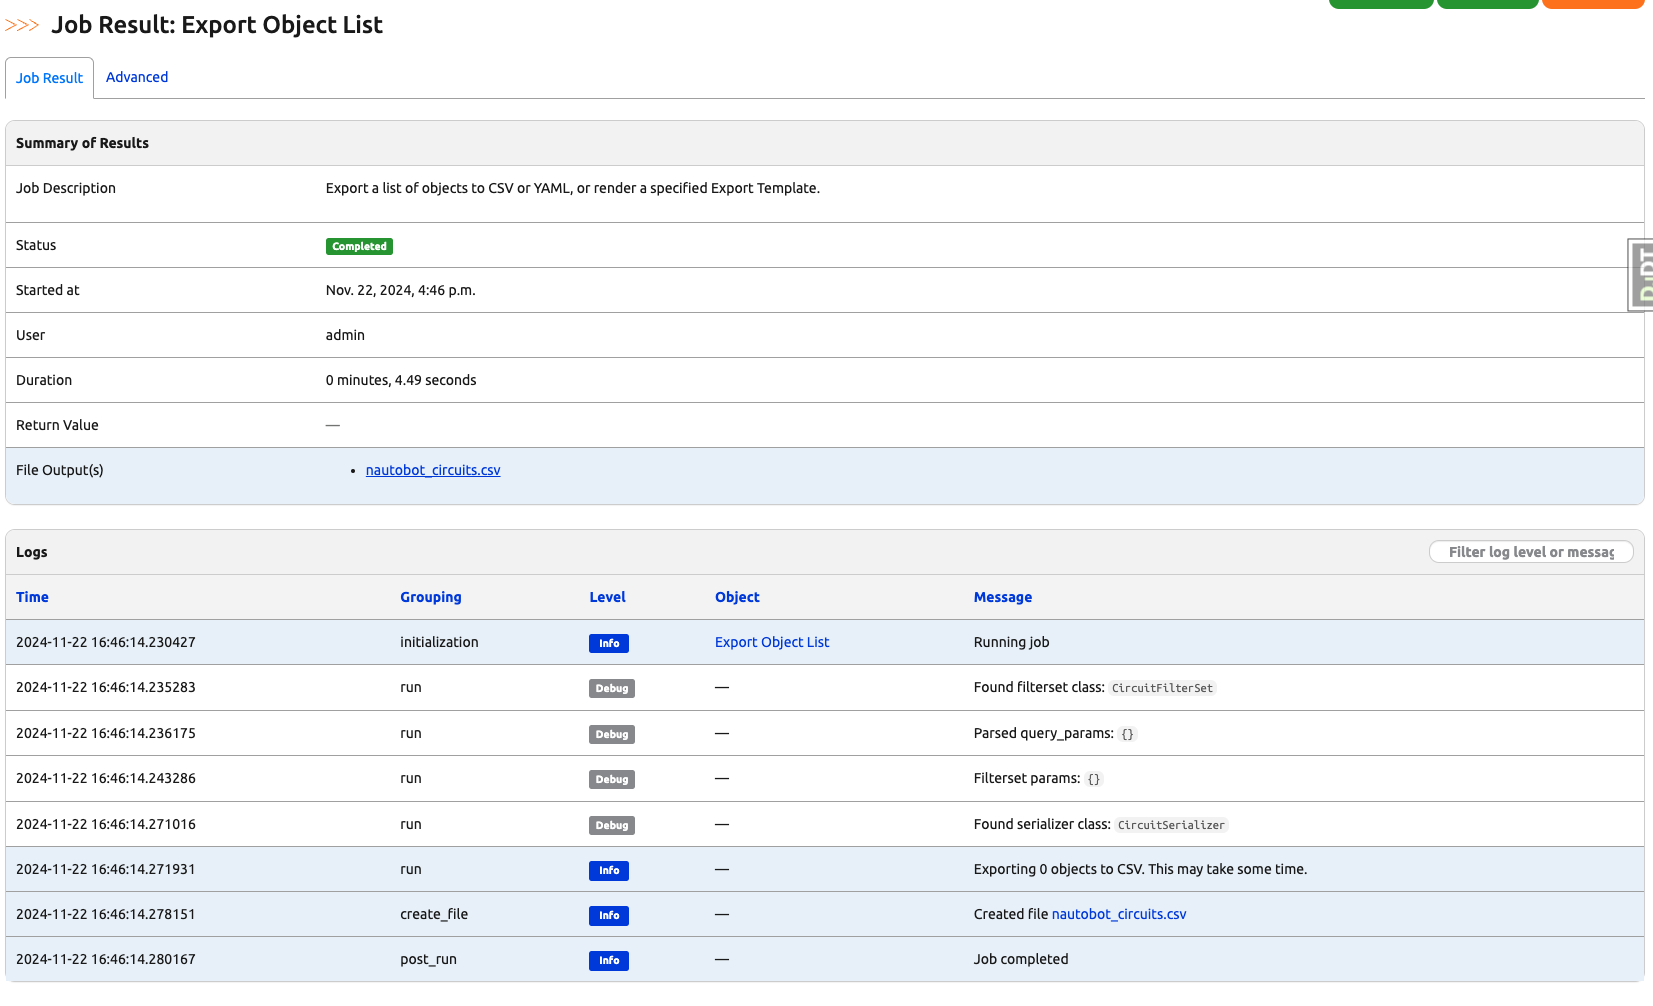 >>> Job Result: Export Object List
Job Result Advanced
Summary of Results
Job Description Export a list of objects to CSV or YAML, or render a specified Export Template.
Status Completed
Started at Nov. 22, 2024, 4:46 p.m.
User admin
Duration 0 minutes, 4.49 seconds
Return Value —
File Output(s) • nautobot_circuits.csv
DjDT
Logs Filter log level or messag
Time Grouping Level Object Message
2024-11-22 16:46:14.230427 initialization Info Export Object List Running job
2024-11-22 16:46:14.235283 run Debug — Found filterset class: CircuitFilterSet
2024-11-22 16:46:14.236175 run Debug — Parsed query_params: {}
2024-11-22 16:46:14.243286 run Debug — Filterset params: {}
2024-11-22 16:46:14.271016 run Debug — Found serializer class: CircuitSerializer
2024-11-22 16:46:14.271931 run Info — Exporting 0 objects to CSV. This may take some time.
2024-11-22 16:46:14.278151 create_file Info — Created file nautobot_circuits.csv
2024-11-22 16:46:14.280167 post_run Info — Job completed